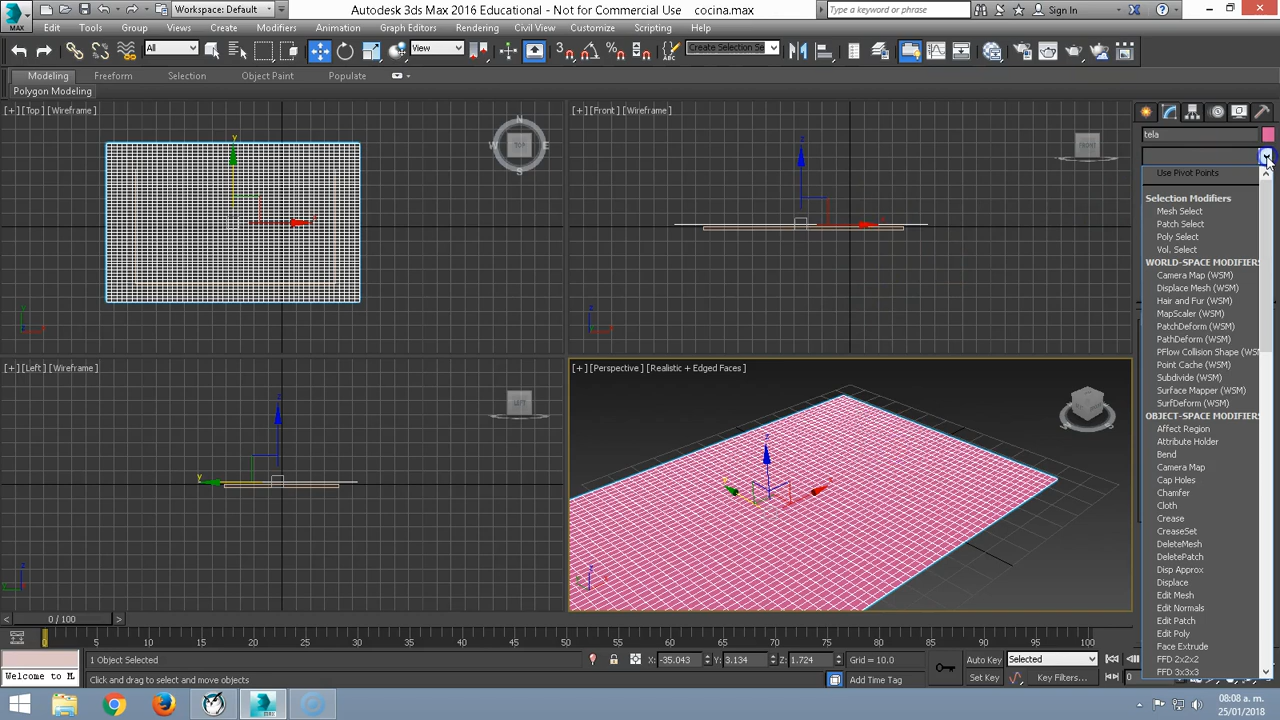 MAX
Workspace: Default
Autodesk 3ds Max 2016 Educational - Not for Commercial Use cocina.max
Type a keyword or phrase
Sign In
Edit Tools Group Views Create Modifiers Animation Graph Editors Rendering Civil View Customize Scripting Help
All View Create Selection Se
Modeling Freeform Selection Object Paint Populate
Polygon Modeling
[+] [Top] [Wireframe]
[+] [Front] [Wireframe]
[+] [Left] [Wireframe]
[+] [Perspective] [Realistic + Edged Faces]
tela
Use Pivot Points
Selection Modifiers
Mesh Select
Patch Select
Poly Select
Vol. Select
WORLD-SPACE MODIFIERS
Camera Map (WSM)
Displace Mesh (WSM)
Hair and Fur (WSM)
MapScaler (WSM)
PatchDeform (WSM)
PathDeform (WSM)
PFlow Collision Shape (WSM
Point Cache (WSM)
Subdivide (WSM)
Surface Mapper (WSM)
SurfDeform (WSM)
OBJECT-SPACE MODIFIERS
Affect Region
Attribute Holder
Bend
Camera Map
Cap Holes
Chamfer
Cloth
Crease
CreaseSet
DeleteMesh
DeletePatch
Disp Approx
Displace
Edit Mesh
Edit Normals
Edit Patch
Edit Poly
Face Extrude
FFD 2x2x2
FFD 3x3x3
0 / 100
0 5 10 15 20 25 30 35 40 45 50 55 60 65 70 75 80 85 90 95 100
1 Object Selected
X: -35.043 Y: 3.134 Z: 1.724 Grid = 10.0
Auto Key Selected
Welcome to M
Click and drag to select and move objects
Add Time Tag
Set Key Key Filters... 0
08:08 a. m.
25/01/2018